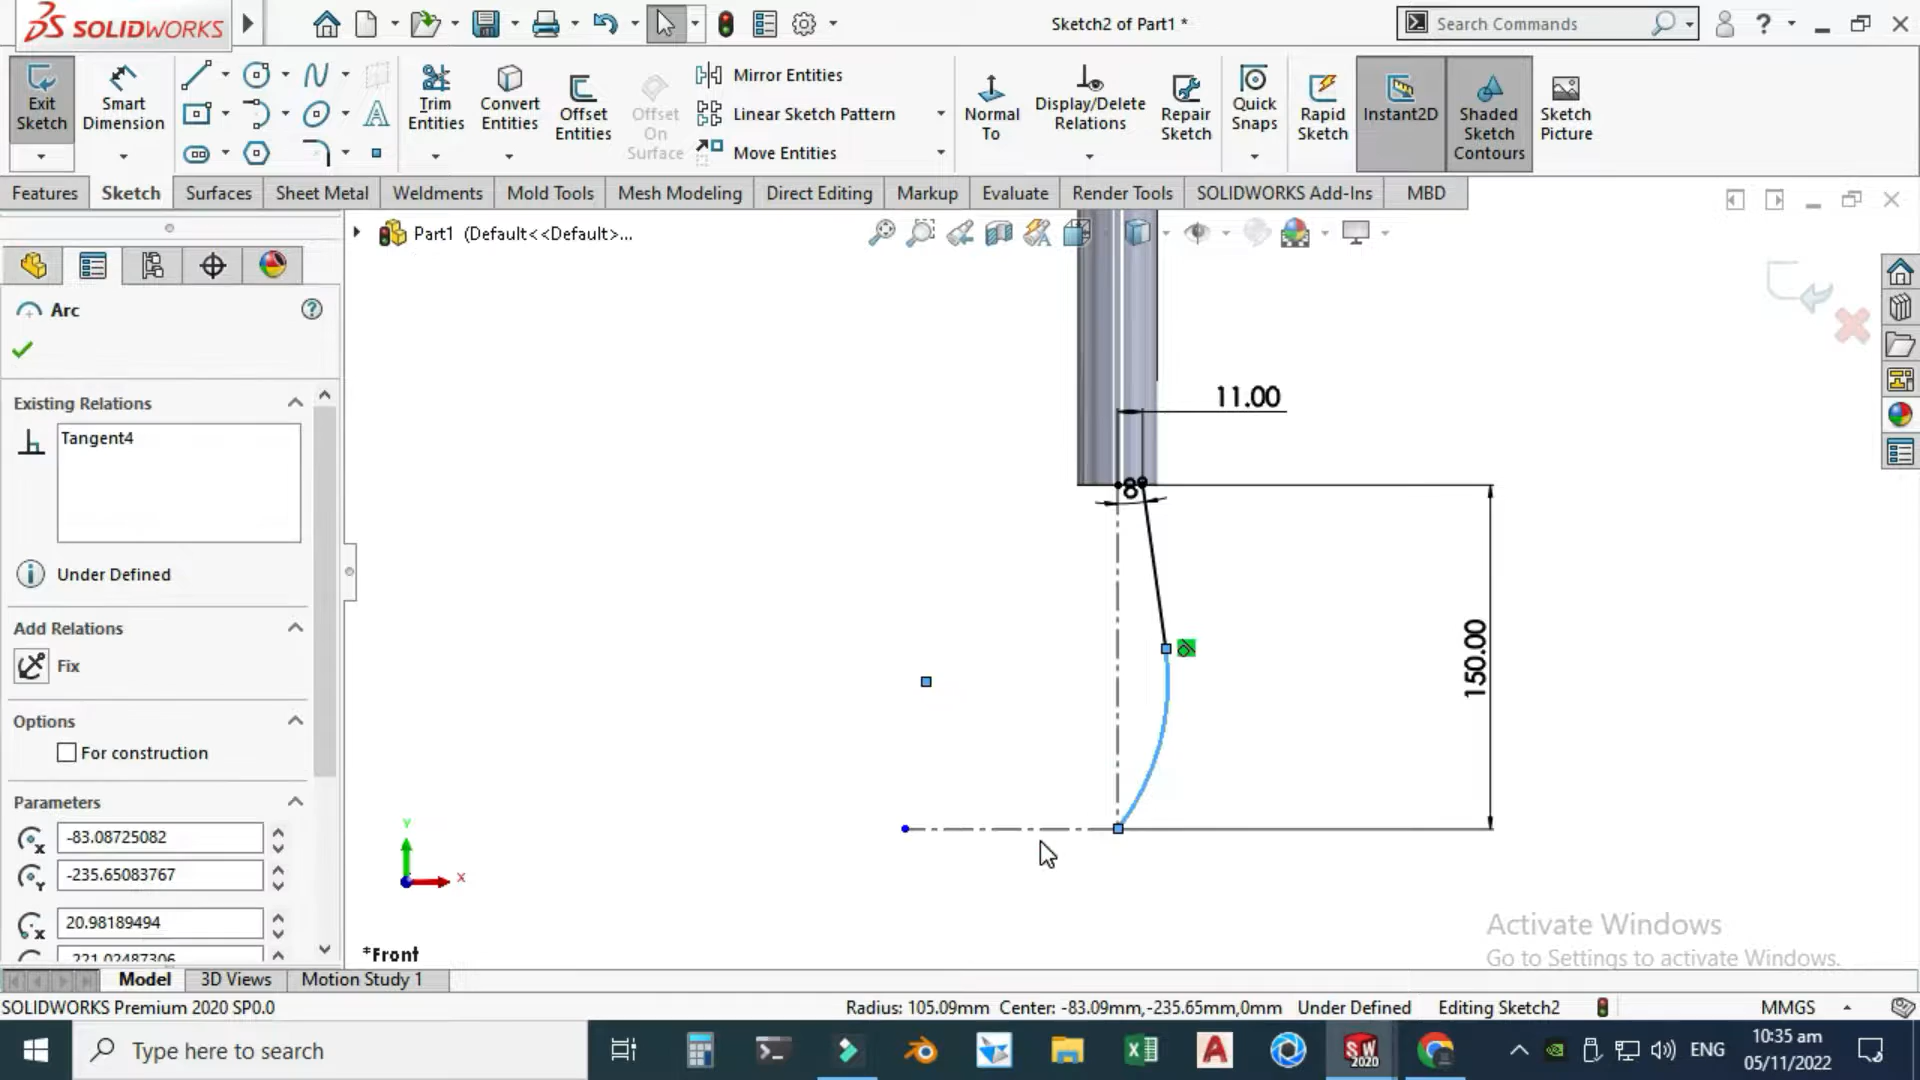 SOLIDWORKS
Sketch2 of Part1 *
Search Commands
?
Exit Sketch
Smart Dimension
Trim Entities
Convert Entities
Offset Entities
Offset On Surface
Mirror Entities
Linear Sketch Pattern
Move Entities
Normal To
Display/Delete Relations
Repair Sketch
Quick Snaps
Rapid Sketch
Instant2D
Shaded Sketch Contours
Sketch Picture
Features
Sketch
Surfaces
Sheet Metal
Weldments
Mold Tools
Mesh Modeling
Direct Editing
Markup
Evaluate
Render Tools
SOLIDWORKS Add-Ins
MBD
Part1 (Default<<Default>...
Arc
Existing Relations
Tangent4
Under Defined
Add Relations
Fix
Options
For construction
Parameters
-83.08725082
-235.65083767
20.98189494
-221.02487306
11.00
8°
150.00
Y
X
*Front
Activate Windows
Go to Settings to activate Windows.
Model
3D Views
Motion Study 1
SOLIDWORKS Premium 2020 SP0.0
Radius: 105.09mm Center: -83.09mm,-235.65mm,0mm
Under Defined
Editing Sketch2
MMGS
Type here to search
SW 2020
ENG
10:35 am
05/11/2022